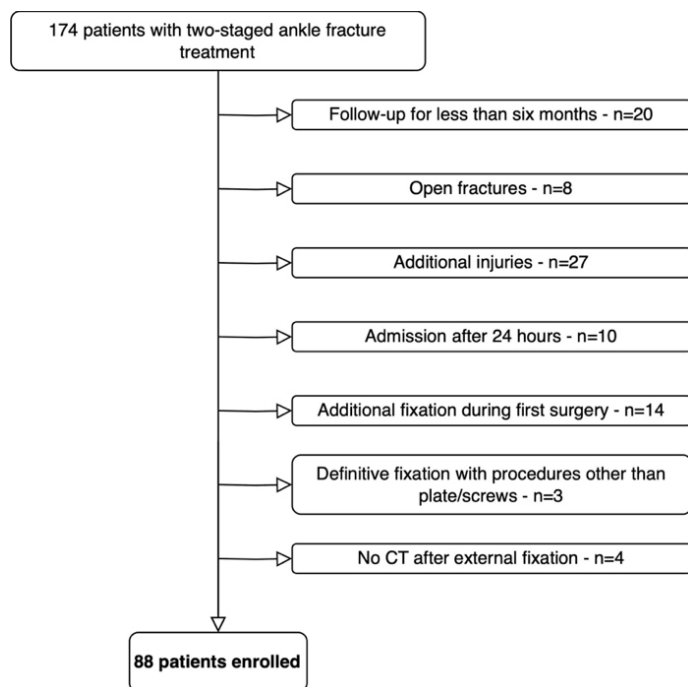 174 patients with two-staged ankle fracture
treatment
Follow-up for less than six months - n=20
Open fractures - n=8
Additional injuries - n=27
Admission after 24 hours - n=10
Additional fixation during first surgery - n=14
Definitive fixation with procedures other than
plate/screws - n=3
No CT after external fixation - n=4
88 patients enrolled